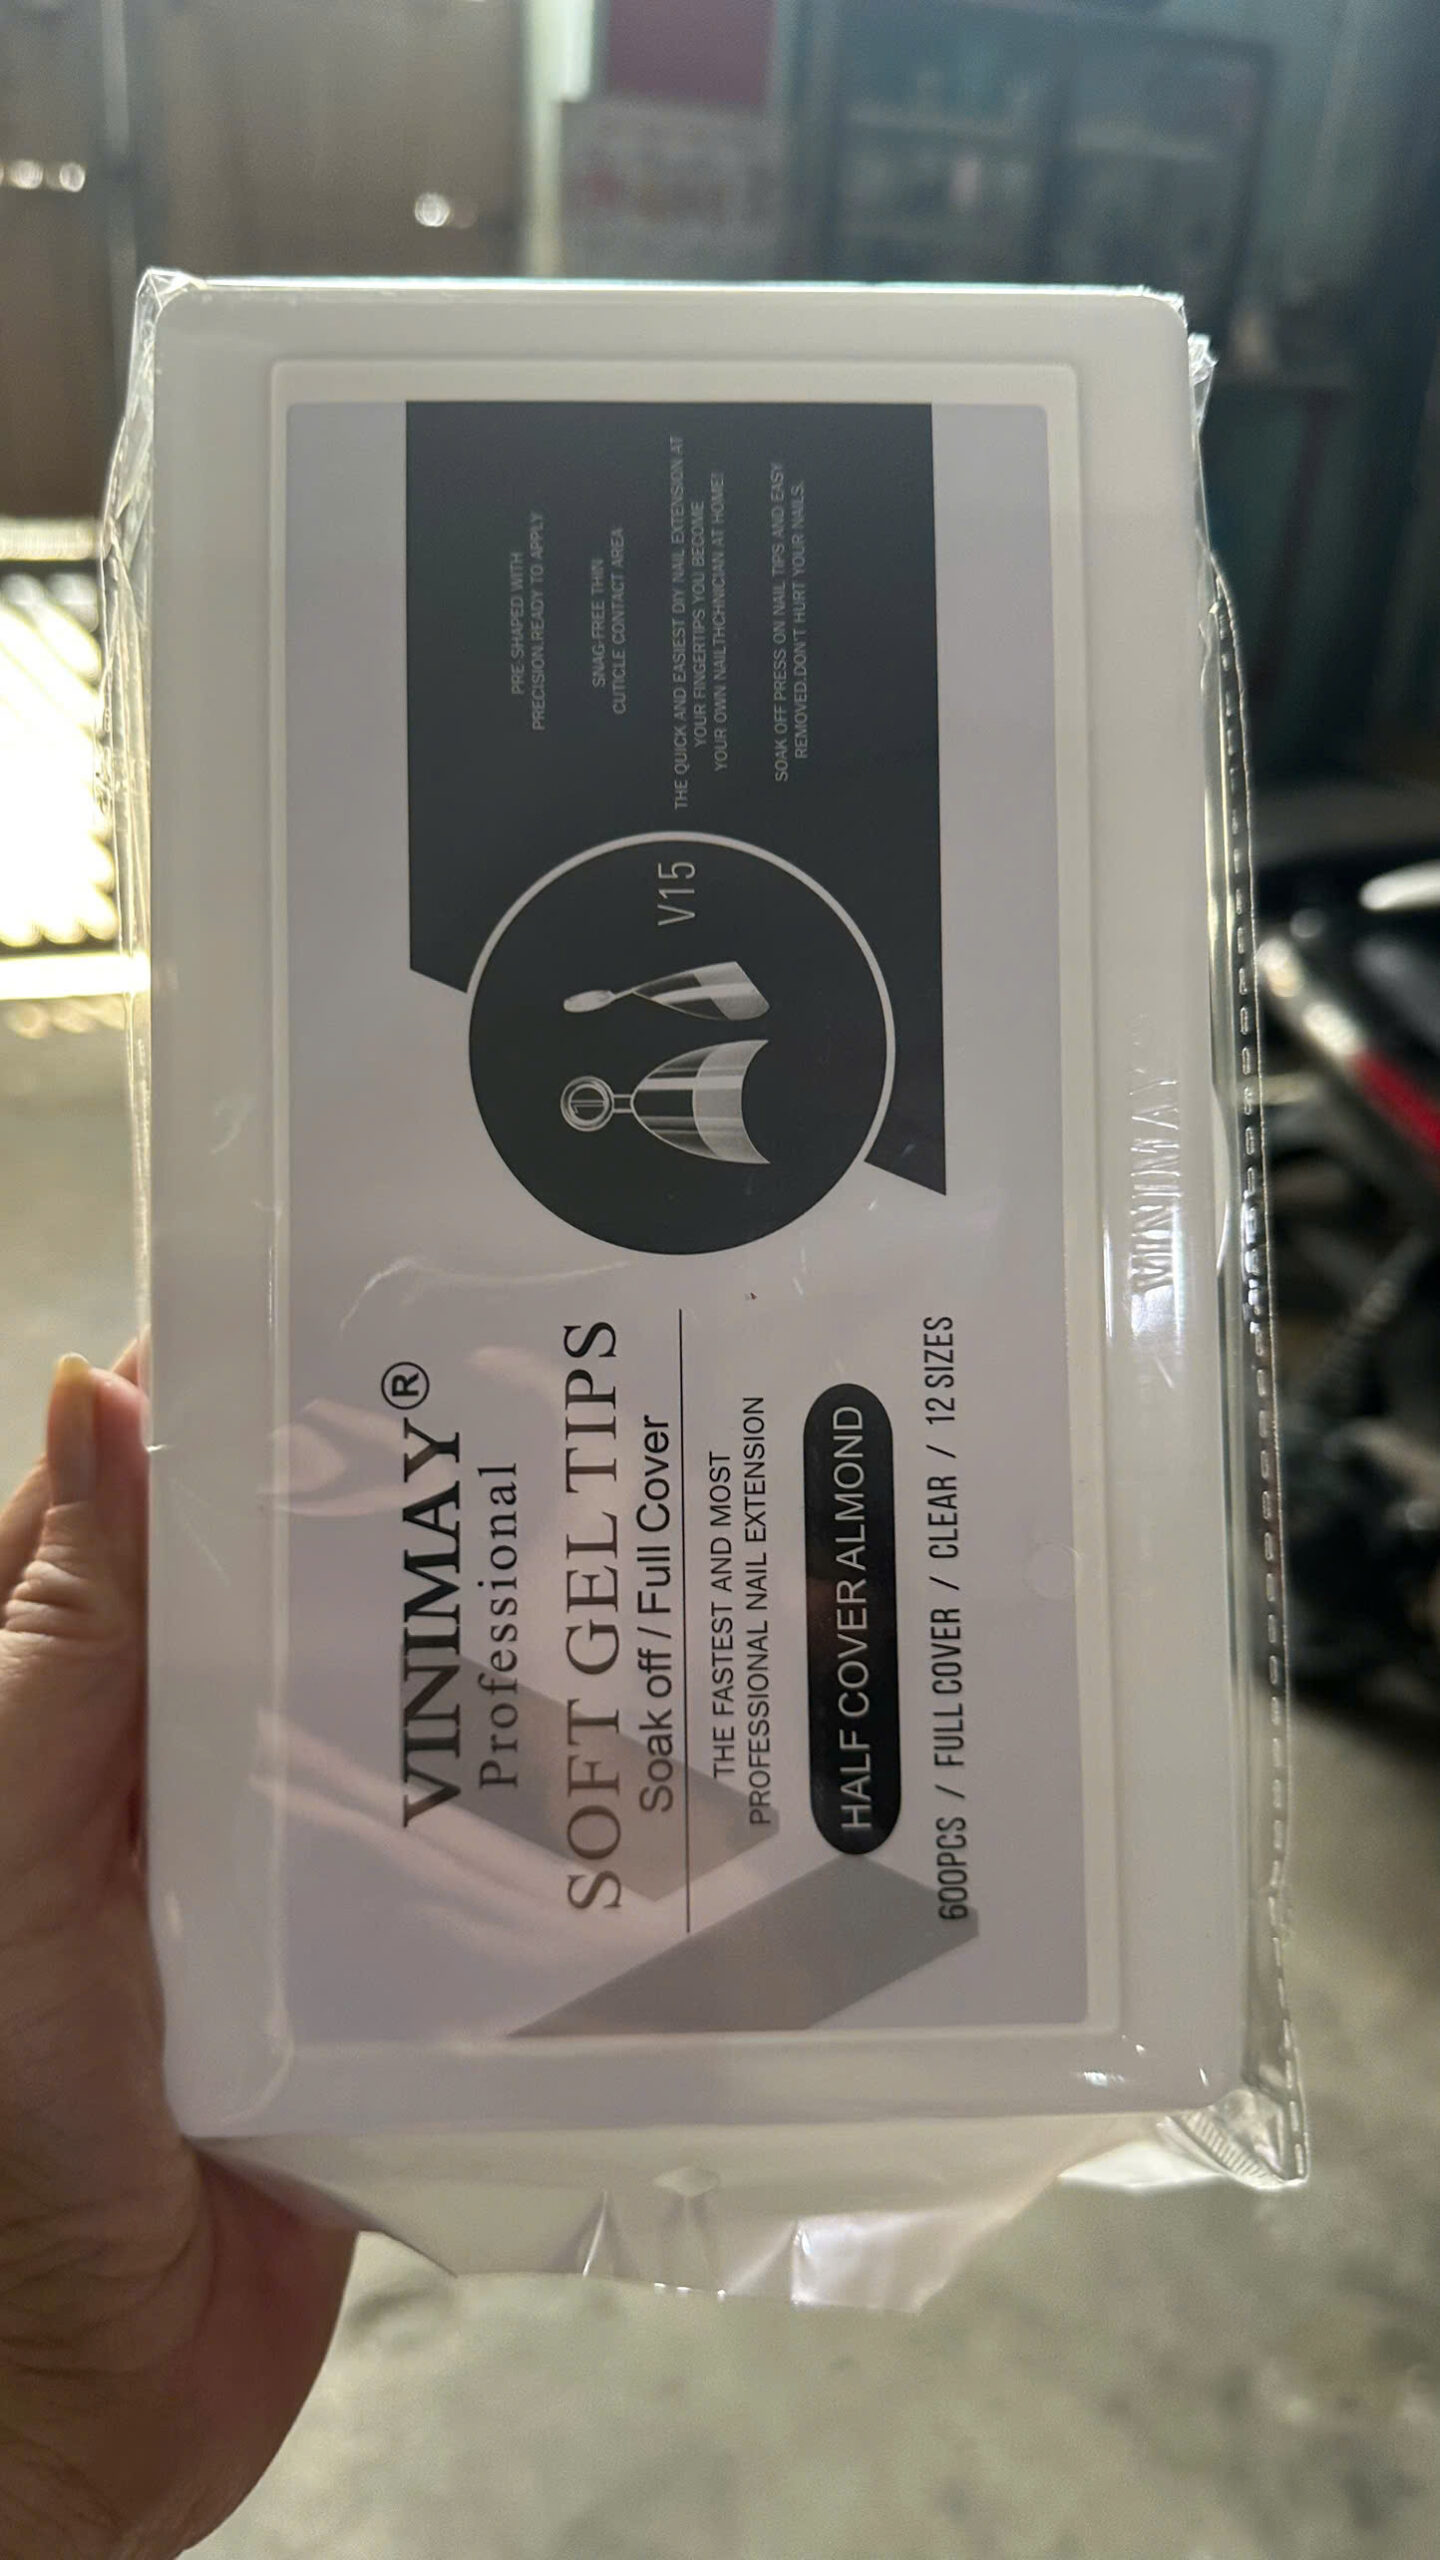 VINIMAY®
Professional
SOFT GEL TIPS
Soak off / Full Cover
THE FASTEST AND MOST
PROFESSIONAL NAIL EXTENSION
HALF COVER ALMOND
600PCS / FULL COVER / CLEAR / 12 SIZES
1
V15
PRE-SHAPED WITH
PRECISION.READY TO APPLY
SNAG-FREE THIN
CUTICLE CONTACT AREA
THE QUICK AND EASIEST DIY NAIL EXTENSION AT
YOUR FINGERTIPS YOU BECOME
YOUR OWN NAILTHCHNICIAN AT HOME!
SOAK OFF PRESS ON NAIL TIPS AND EASY
REMOVED.DON'T HURT YOUR NAILS.
VINIMAY